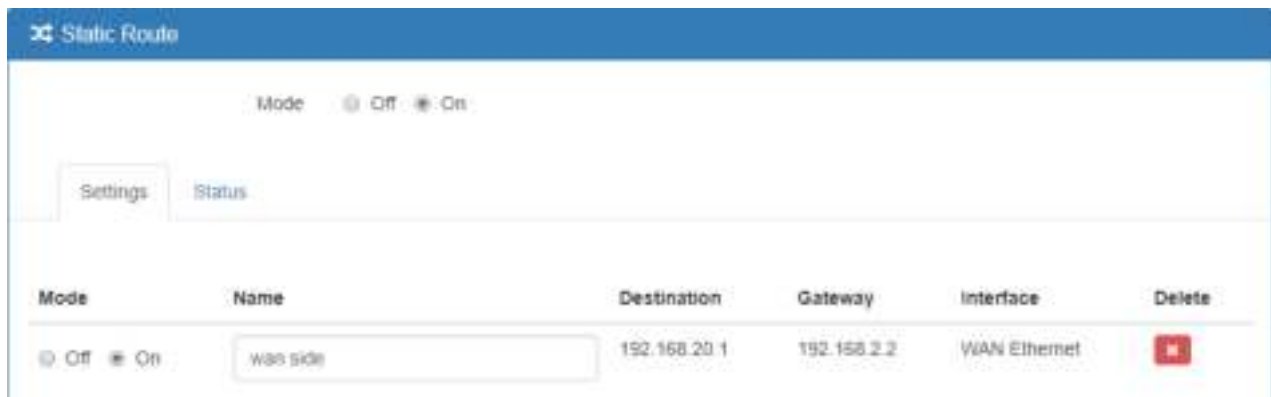 Static Route
Mode Off On
Settings Status
Mode Name Destination Gateway Interface Delete
Off On wan side 192.168.20.1 192.168.2.2 WAN Ethernet